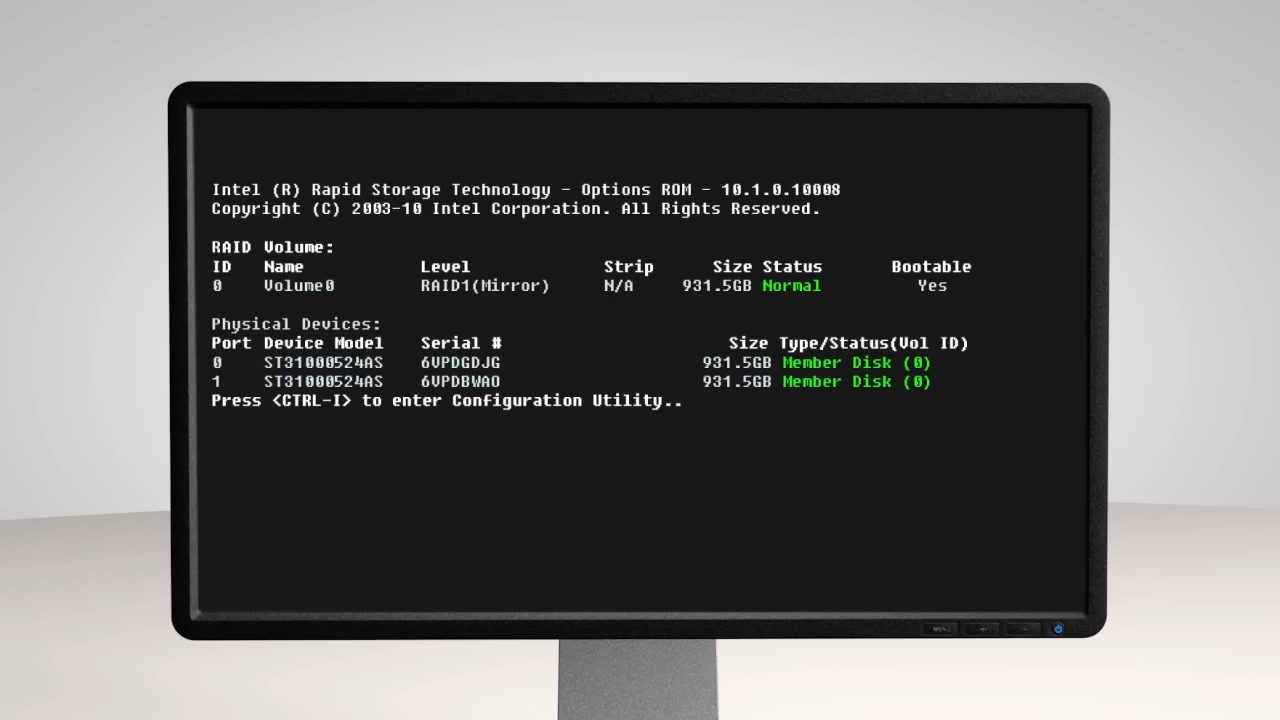 Intel (R) Rapid Storage Technology - Options ROM - 10.1.0.10008
Copyright (C) 2003-10 Intel Corporation. All Rights Reserved.
RAID Volume:
ID Name Level Strip Size Status Bootable
0 Volume0 RAID1(Mirror) N/A 931.5GB Normal Yes
Physical Devices:
Port Device Model Serial # Size Type/Status(Vol ID)
0 ST31000524AS 6VPDGDJG 931.5GB Member Disk (0)
1 ST31000524AS 6VPDBWAO 931.5GB Member Disk (0)
Press <CTRL-I> to enter Configuration Utility..
MENU + -